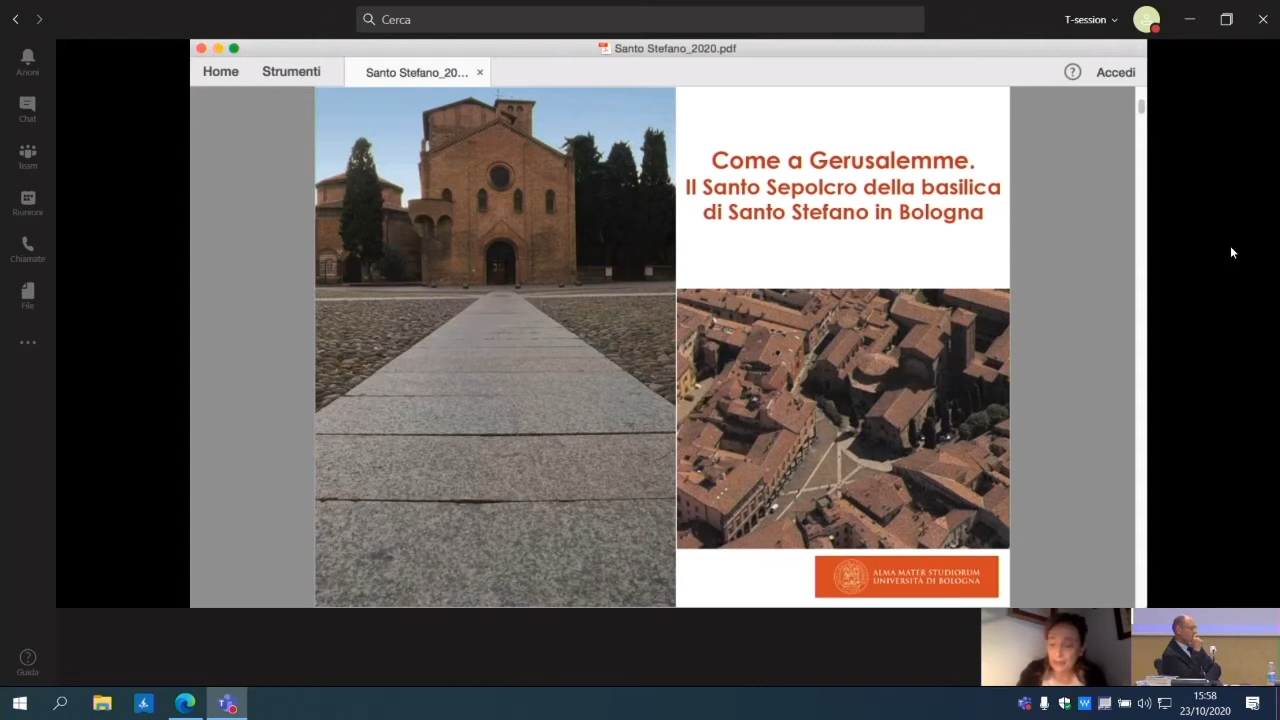 Cerca
T-session
Santo Stefano_2020.pdf
Home
Strumenti
Santo Stefano_20...
Accedi
Azioni
Chat
Team
Riunioni
Chiamate
File
Come a Gerusalemme.
Il Santo Sepolcro della basilica
di Santo Stefano in Bologna
ALMA MATER STUDIORUM
UNIVERSITÀ DI BOLOGNA
Guida
15:58
23/10/2020